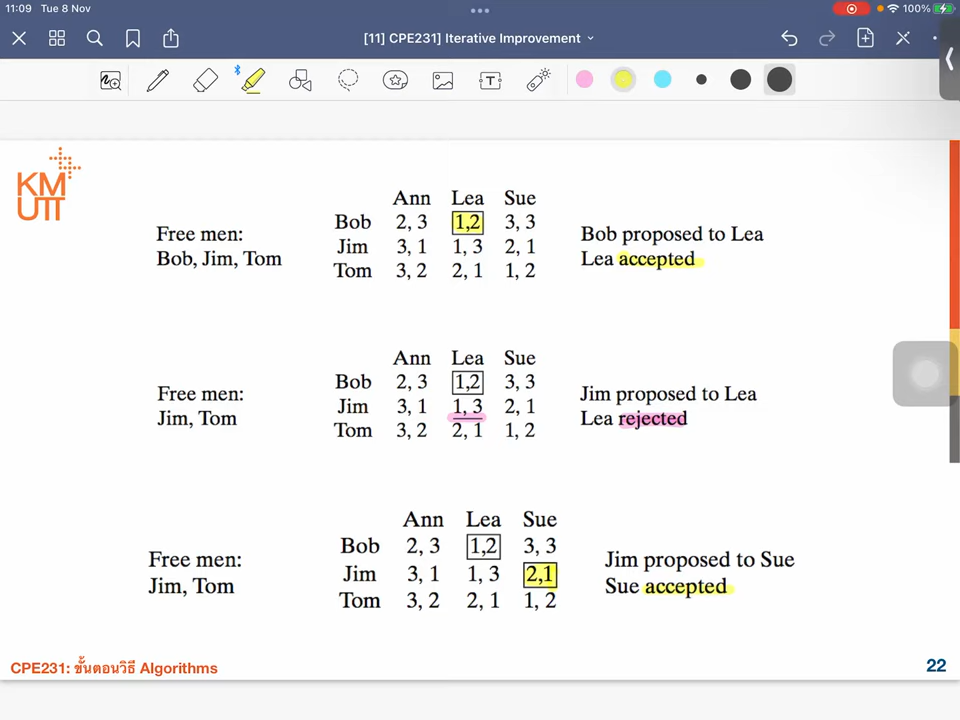 11:09 Tue 8 Nov
100%
[11] CPE231] Iterative Improvement
T
KM
UTT
Ann Lea Sue
Bob 2, 3 1,2 3, 3
Jim 3, 1 1, 3 2, 1
Tom 3, 2 2, 1 1, 2
Free men:
Bob, Jim, Tom
Bob proposed to Lea
Lea accepted
Ann Lea Sue
Bob 2, 3 1,2 3, 3
Jim 3, 1 1, 3 2, 1
Tom 3, 2 2, 1 1, 2
Free men:
Jim, Tom
Jim proposed to Lea
Lea rejected
Ann Lea Sue
Bob 2, 3 1,2 3, 3
Jim 3, 1 1, 3 2,1
Tom 3, 2 2, 1 1, 2
Free men:
Jim, Tom
Jim proposed to Sue
Sue accepted
CPE231: ขั้นตอนวิธี Algorithms
22